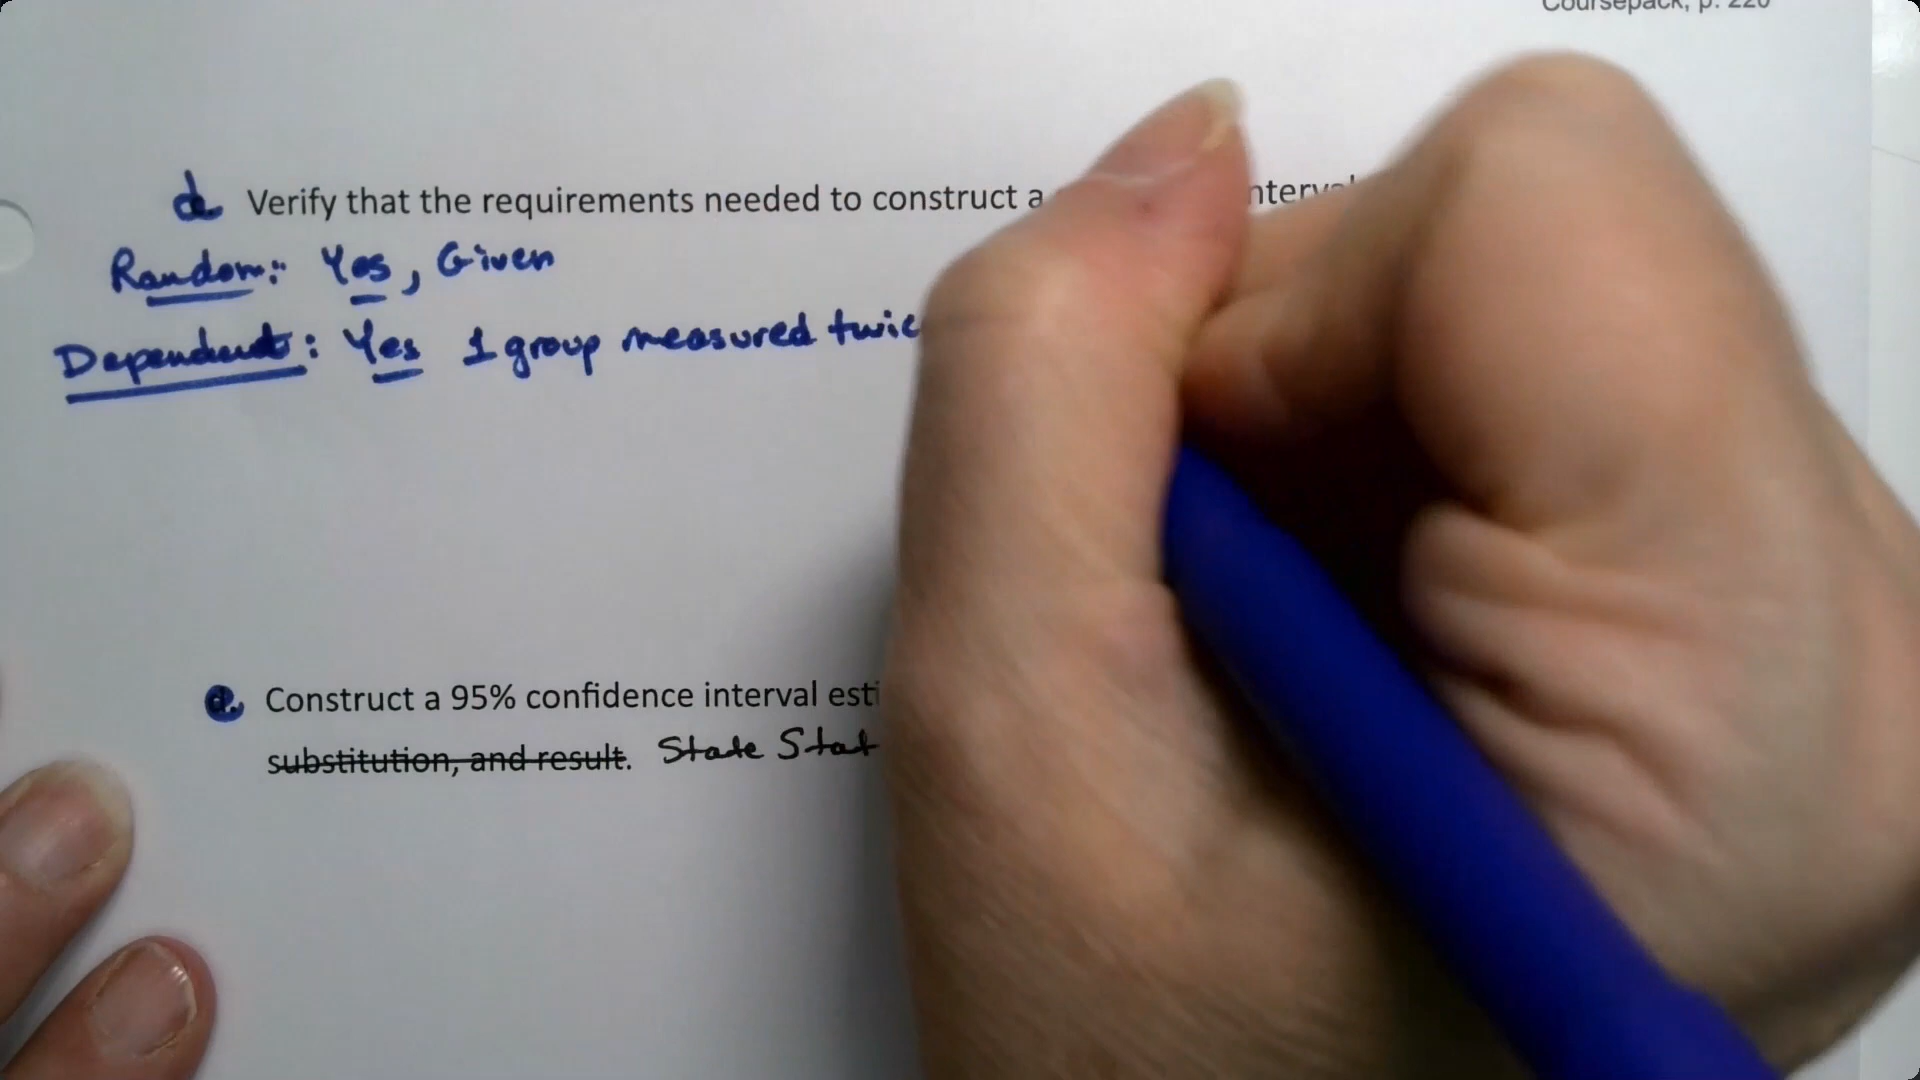 Coursepack, p. 220
d Verify that the requirements needed to construct a
Random: Yes, Given
Dependent: Yes 1 group measured twic
d. Construct a 95% confidence interval esti
substitution, and result. State Stat